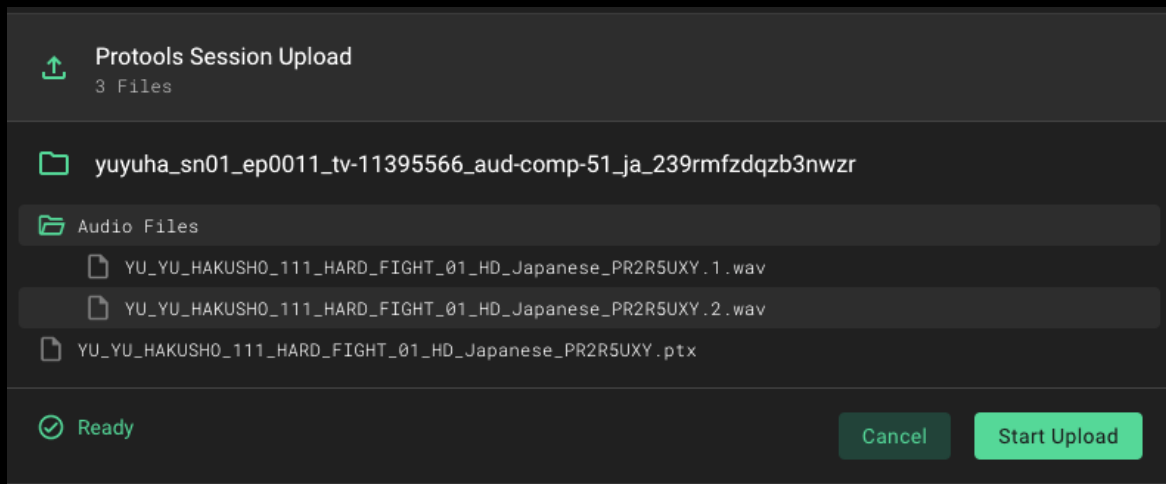 Protools Session Upload
3 Files
yuyuha_sn01_ep0011_tv-11395566_aud-comp-51_ja_239rmfzdqzb3nwzr
Audio Files
YU_YU_HAKUSHO_111_HARD_FIGHT_01_HD_Japanese_PR2R5UXY.1.wav
YU_YU_HAKUSHO_111_HARD_FIGHT_01_HD_Japanese_PR2R5UXY.2.wav
YU_YU_HAKUSHO_111_HARD_FIGHT_01_HD_Japanese_PR2R5UXY.ptx
Ready
Cancel
Start Upload